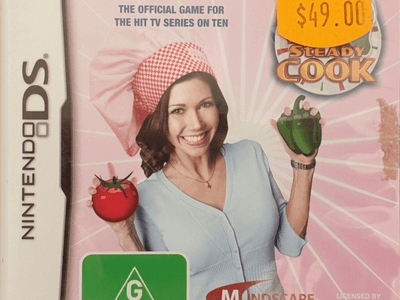 NINTENDO DS
THE OFFICIAL GAME FOR
THE HIT TV SERIES ON TEN
$49.00
STEADY
COOK
G
MINDSCAPE
LICENSED BY